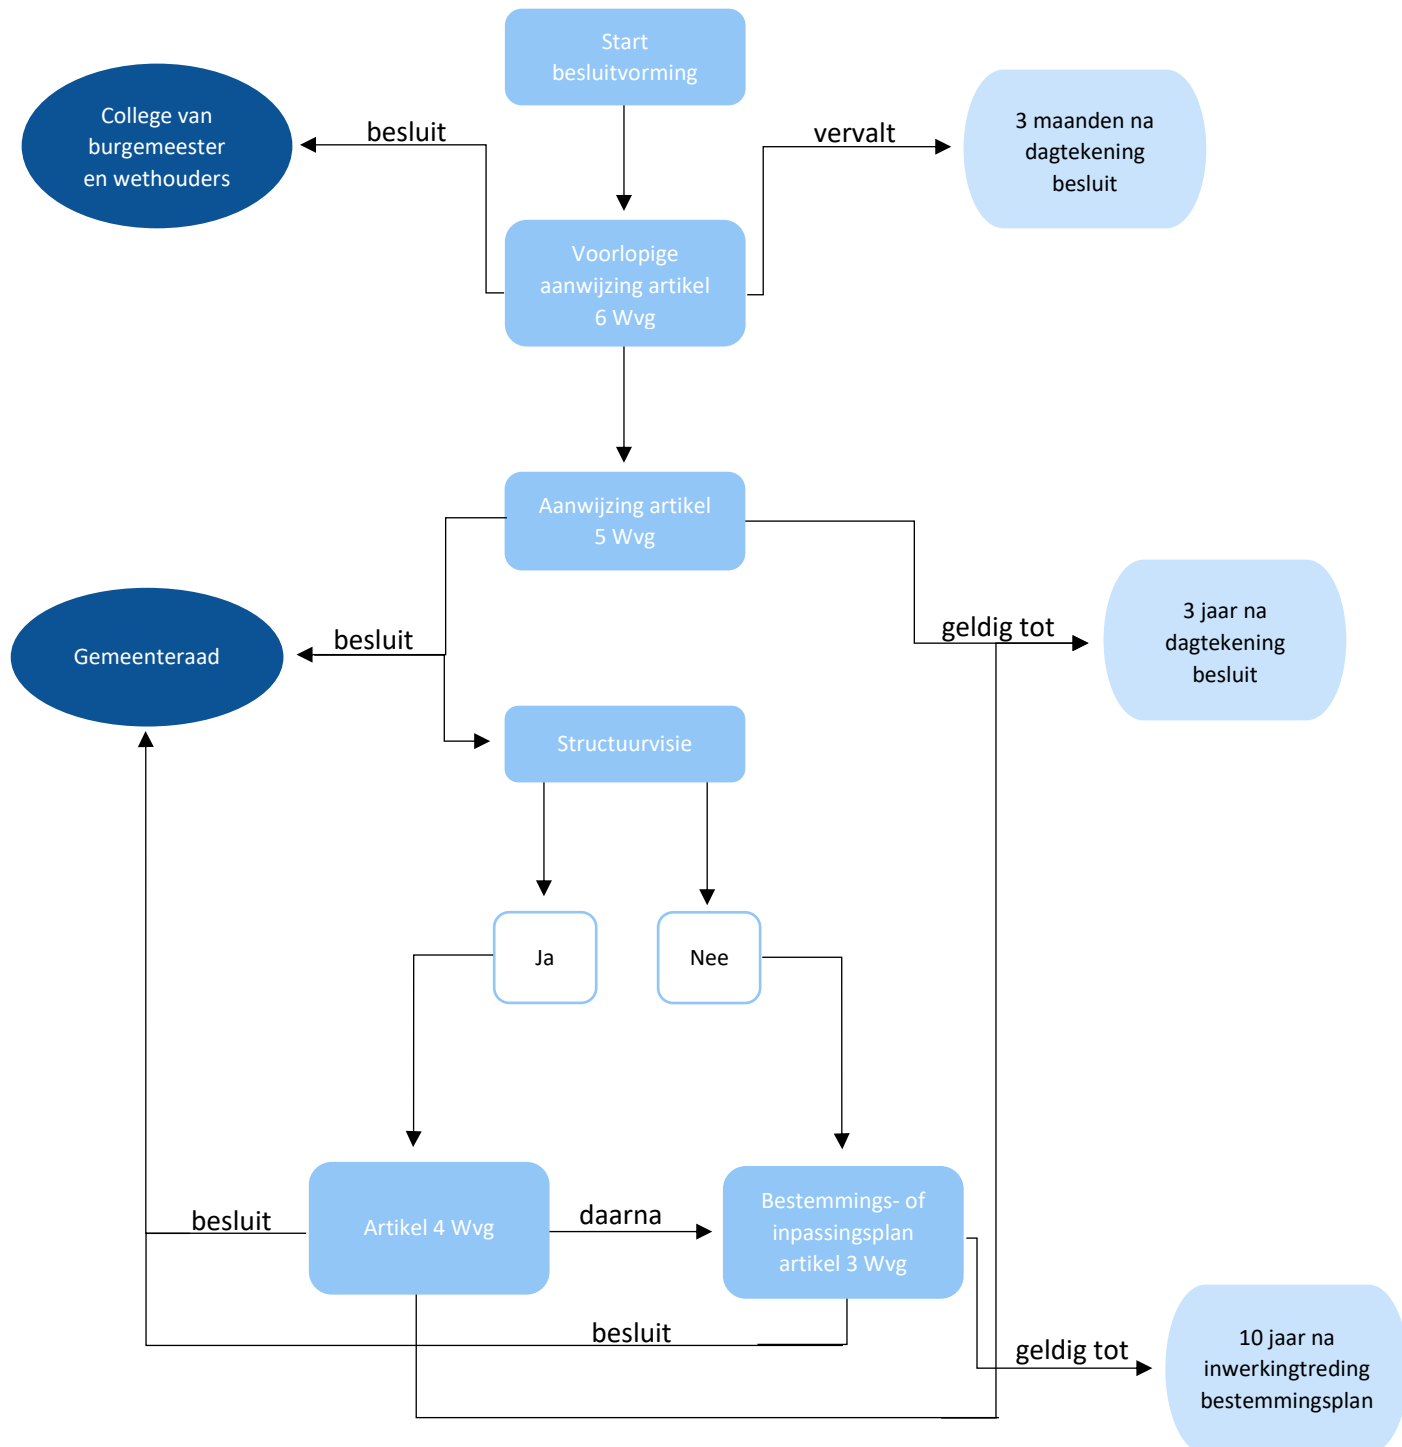 Start
besluitvorming
College van
burgemeester
en wethouders
besluit
vervalt
3 maanden na
dagtekening
besluit
Voorlopige
aanwijzing artikel
6 Wvg
Aanwijzing artikel
5 Wvg
Gemeenteraad
besluit
geldig tot
3 jaar na
dagtekening
besluit
Structuurvisie
Ja
Nee
besluit
Artikel 4 Wvg
daarna
Bestemmings- of
inpassingsplan
artikel 3 Wvg
besluit
geldig tot
10 jaar na
inwerkingtreding
bestemmingsplan